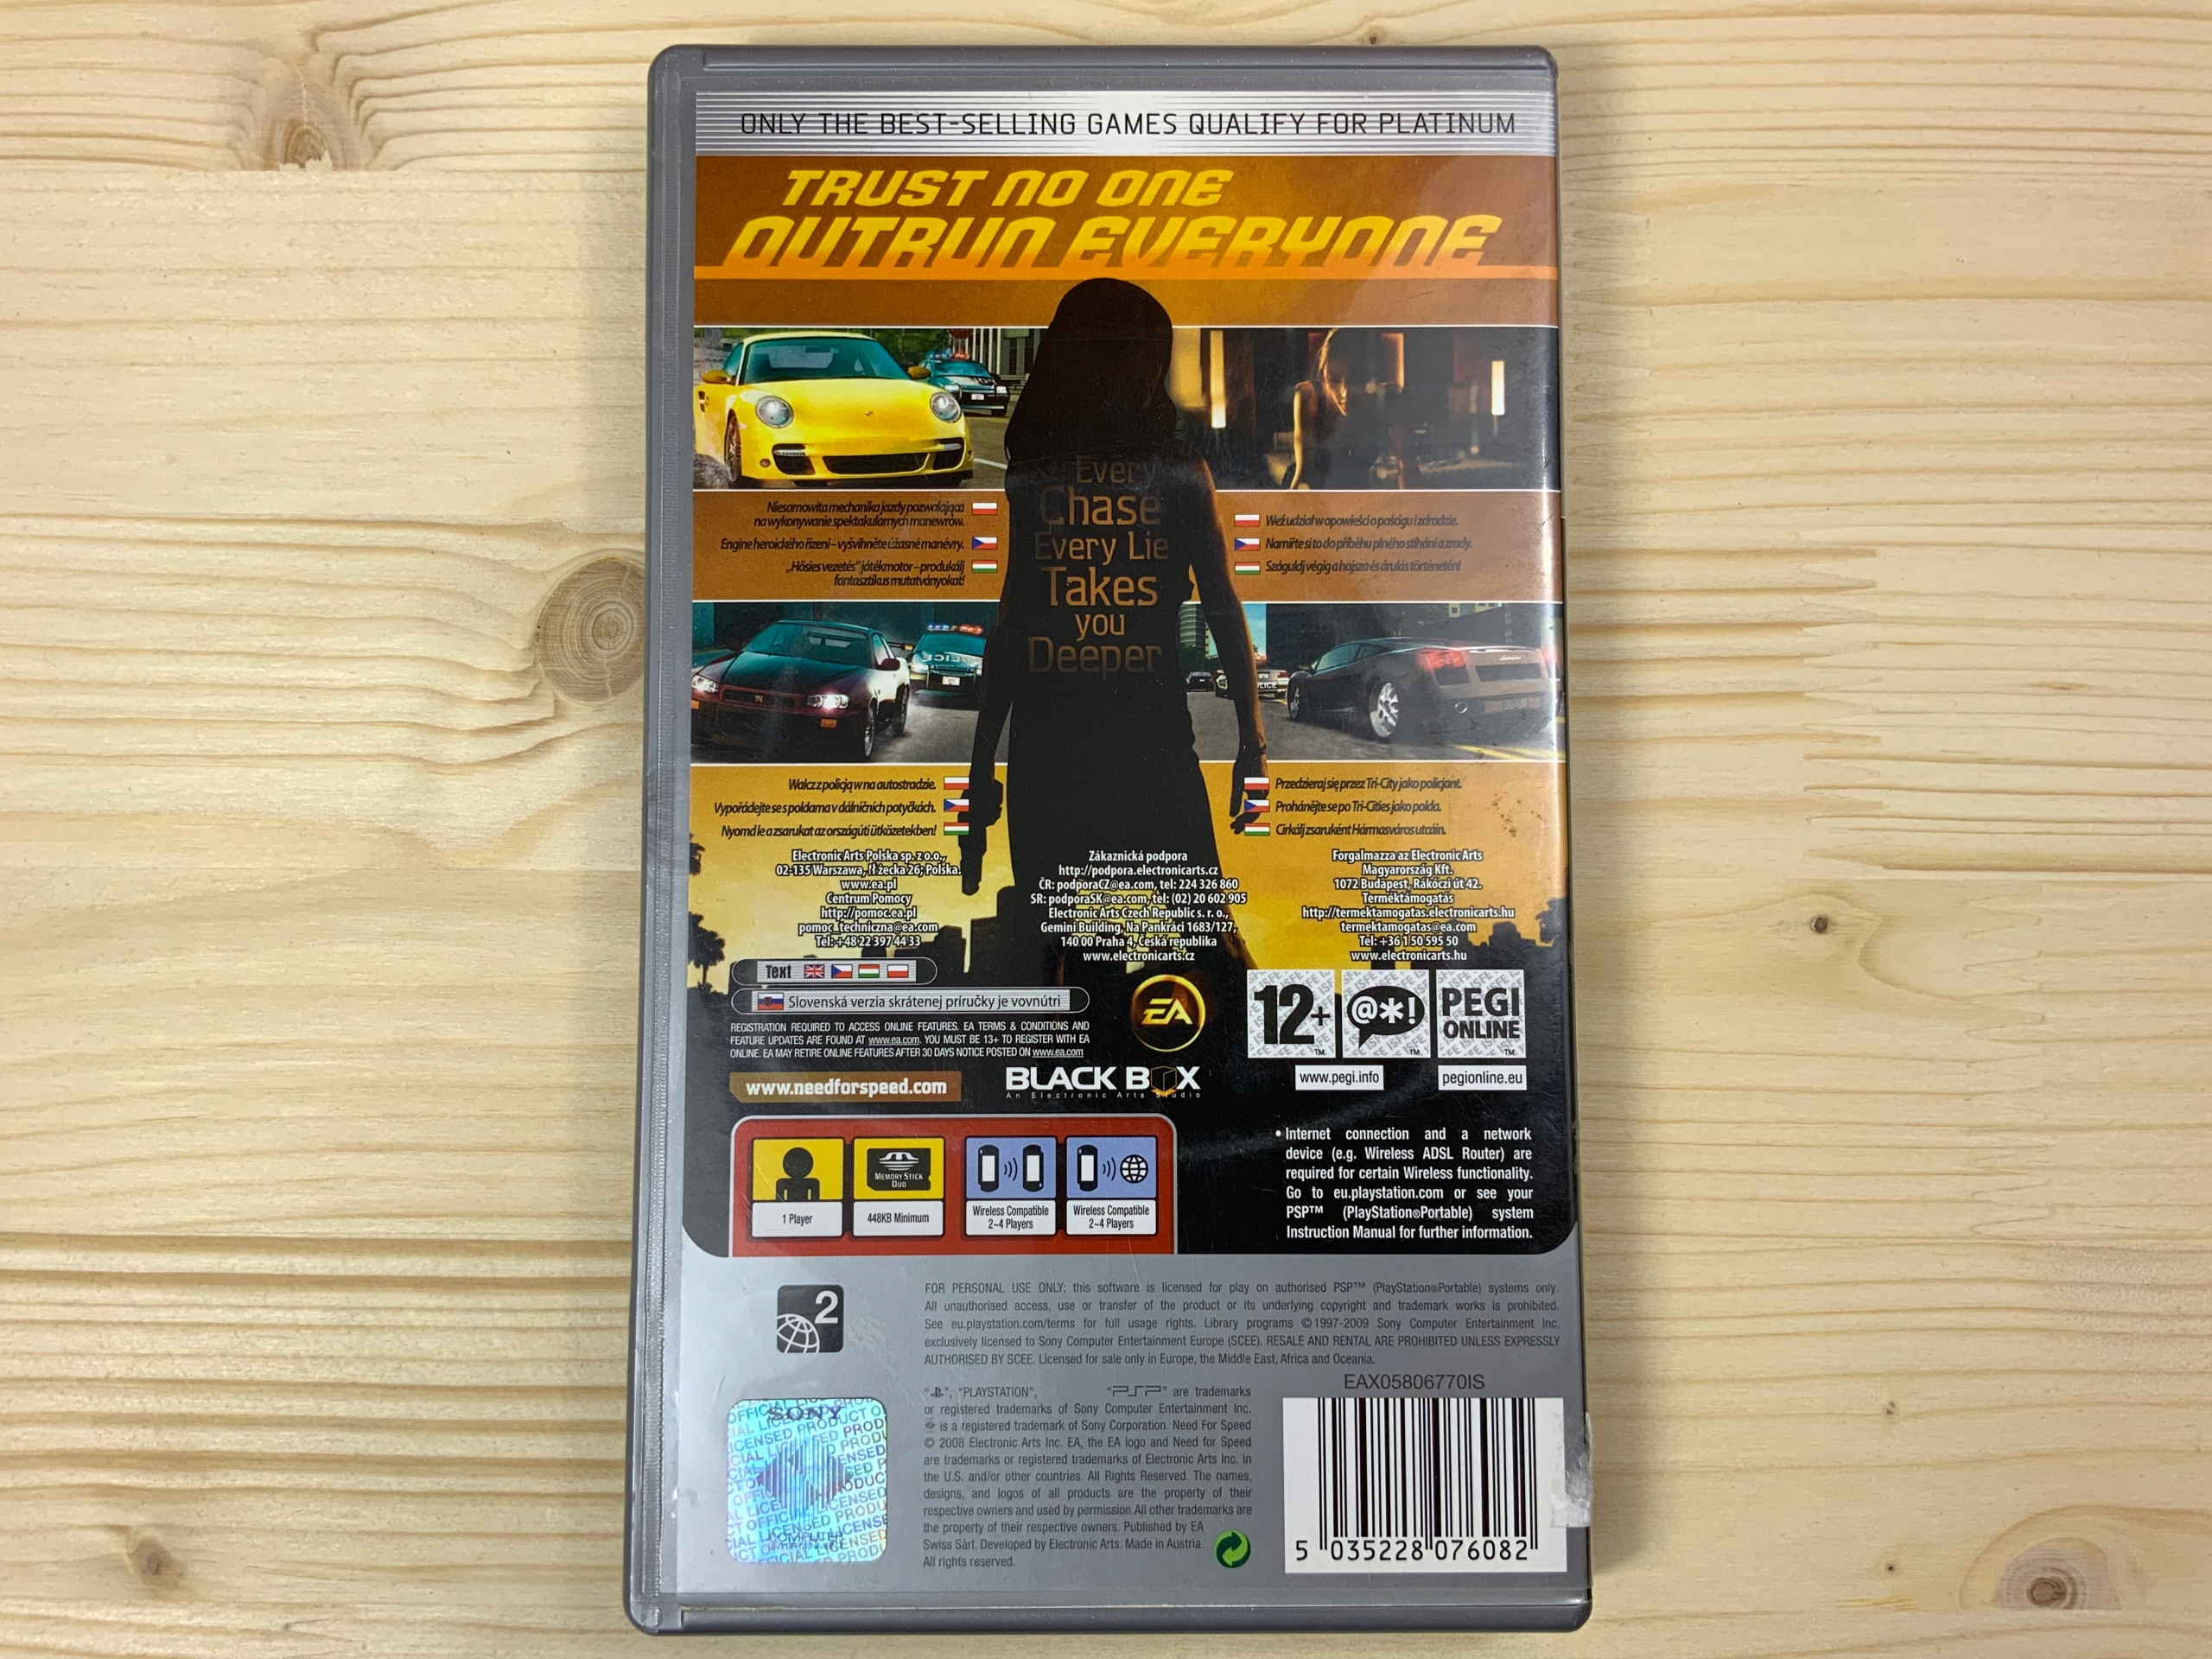 ONLY THE BEST-SELLING GAMES QUALIFY FOR PLATINUM
TRUST NO ONE
OUTRUN EVERYONE
Every
Chase
Every Lie
Takes
you
Deeper
Niesamowita mechanika jazdy pozwalająca
na wykonywanie spektakularnych manewrów.
Engine heroického řízení – vyšvihněte úžasné manévry.
„Hősies vezetés” játékmotor – produkálj
fantasztikus mutatványokat!
Weź udział w opowieści o pościgu i zdradzie.
Namiřte si to do příběhu plného stíhání a zrady.
Száguldj végig a hajsza és árulás történetén!
POLICE
Walcz z policją w na autostradzie.
Vypořádejte se s poldama v dálničních potyčkách.
Nyomd le a zsarukat az országúti ütközetekben!
Przedzieraj się przez Tri-City jako policjant.
Prohánějte se po Tri-Cities jako polda.
Cirkálj zsaruként Hármasváros utcáin.
Electronic Arts Polska sp. z o.o.,
02-135 Warszawa, Iłżecka 26; Polska.
www.ea.pl
Centrum Pomocy
http://pomoc.ea.pl
pomoc_techniczna@ea.com
Tel: +48 22 397 44 33
Zákaznická podpora
http://podpora.electronicarts.cz
ČR: podporaCZ@ea.com, tel: 224 326 860
SR: podporaSK@ea.com, tel: (02) 20 602 905
Electronic Arts Czech Republic s. r. o.,
Gemini Building, Na Pankráci 1683/127,
140 00 Praha 4, Česká republika
www.electronicarts.cz
Forgalmazza az Electronic Arts
Magyarország Kft.
1072 Budapest, Rákóczi út 42.
Terméktámogatás
http://termektamogatas.electronicarts.hu
termektamogatas@ea.com
Tel: +36 1 50 595 50
www.electronicarts.hu
Text
Slovenská verzia skrátenej príručky je vovnútri
REGISTRATION REQUIRED TO ACCESS ONLINE FEATURES. EA TERMS & CONDITIONS AND
FEATURE UPDATES ARE FOUND AT www.ea.com. YOU MUST BE 13+ TO REGISTER WITH EA
ONLINE. EA MAY RETIRE ONLINE FEATURES AFTER 30 DAYS NOTICE POSTED ON www.ea.com
EA
12+
@*!
PEGI
ONLINE
www.pegi.info
pegionline.eu
www.needforspeed.com
BLACK BOX
An Electronic Arts Studio
1 Player
MEMORY STICK
DUO
448KB Minimum
Wireless Compatible
2~4 Players
Wireless Compatible
2~4 Players
• Internet connection and a network
device (e.g. Wireless ADSL Router) are
required for certain Wireless functionality.
Go to eu.playstation.com or see your
PSP™ (PlayStation®Portable) system
Instruction Manual for further information.
2
FOR PERSONAL USE ONLY: this software is licensed for play on authorised PSP™ (PlayStation®Portable) systems only.
All unauthorised access, use or transfer of the product or its underlying copyright and trademark works is prohibited.
See eu.playstation.com/terms for full usage rights. Library programs ©1997-2009 Sony Computer Entertainment Inc.
exclusively licensed to Sony Computer Entertainment Europe (SCEE). RESALE AND RENTAL ARE PROHIBITED UNLESS EXPRESSLY
AUTHORISED BY SCEE. Licensed for sale only in Europe, the Middle East, Africa and Oceania.
EAX05806770IS
SONY
OFFICIAL LICENSED PRODUCT
COMPUTER
"PLAYSTATION", "PSP" are trademarks
or registered trademarks of Sony Computer Entertainment Inc.
is a registered trademark of Sony Corporation. Need For Speed
© 2008 Electronic Arts Inc. EA, the EA logo and Need for Speed
are trademarks or registered trademarks of Electronic Arts Inc. in
the U.S. and/or other countries. All Rights Reserved. The names,
designs, and logos of all products are the property of their
respective owners and used by permission.All other trademarks are
the property of their respective owners. Published by EA
Swiss Sàrl. Developed by Electronic Arts. Made in Austria.
All rights reserved.
5 035228 076082